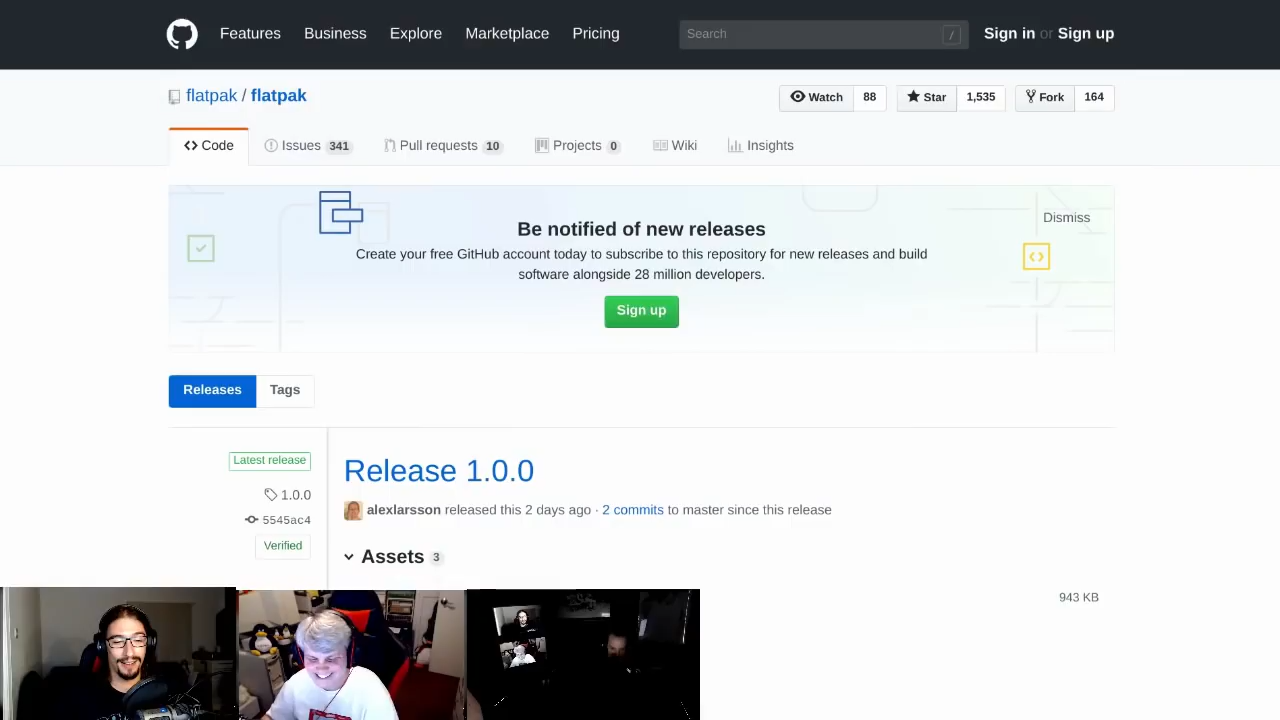 Features Business Explore Marketplace Pricing Search / Sign in or Sign up
flatpak / flatpak Watch 88 Star 1,535 Fork 164
Code Issues 341 Pull requests 10 Projects 0 Wiki Insights
Be notified of new releases
Dismiss
Create your free GitHub account today to subscribe to this repository for new releases and build
software alongside 28 million developers.
Sign up
Releases Tags
Latest release
1.0.0
5545ac4
Verified
Release 1.0.0
alexlarsson released this 2 days ago · 2 commits to master since this release
Assets 3
943 KB